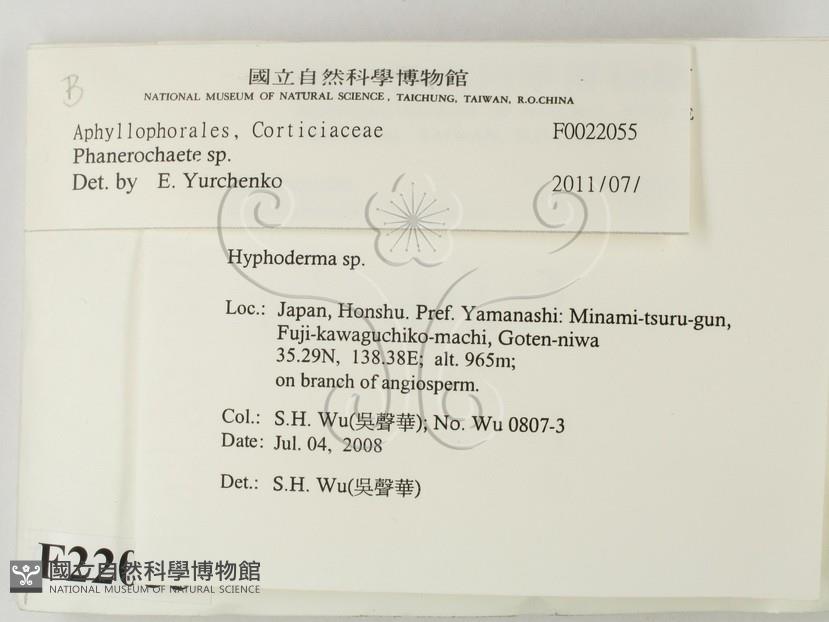 B
國立自然科學博物館
NATIONAL MUSEUM OF NATURAL SCIENCE, TAICHUNG, TAIWAN, R.O.CHINA
Aphyllophorales, Corticiaceae F0022055
Phanerochaete sp.
Det. by E. Yurchenko 2011/07/
Hyphoderma sp.
Loc.: Japan, Honshu. Pref. Yamanashi: Minami-tsuru-gun,
Fuji-kawaguchiko-machi, Goten-niwa
35.29N, 138.38E; alt. 965m;
on branch of angiosperm.
Col.: S.H. Wu(吳聲華); No. Wu 0807-3
Date: Jul. 04, 2008
Det.: S.H. Wu(吳聲華)
國立自然科學博物館
NATIONAL MUSEUM OF NATURAL SCIENCE